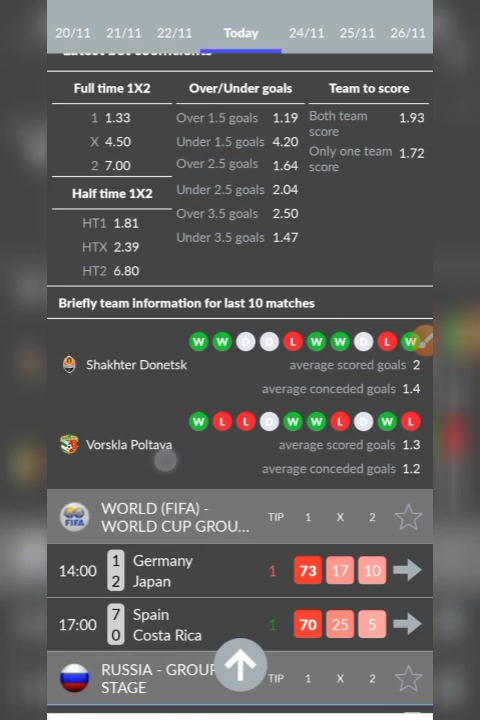 20/11 21/11 22/11 Today 24/11 25/11 26/11
Latest bet coefficients
Full time 1X2 Over/Under goals Team to score
1 1.33
X 4.50
2 7.00
Half time 1X2
HT1 1.81
HTX 2.39
HT2 6.80
Over 1.5 goals 1.19
Under 1.5 goals 4.20
Over 2.5 goals 1.64
Under 2.5 goals 2.04
Over 3.5 goals 2.50
Under 3.5 goals 1.47
Both team 1.93
score
Only one team 1.72
score
Briefly team information for last 10 matches
W W D D L W W D L W
Shakhter Donetsk average scored goals 2
average conceded goals 1.4
W L L D W W L D W L
Vorskla Poltava average scored goals 1.3
average conceded goals 1.2
FIFA
WORLD (FIFA) - TIP 1 X 2
WORLD CUP GROU...
14:00 1 Germany 1 73 17 10
2 Japan
17:00 7 Spain 1 70 25 5
0 Costa Rica
RUSSIA - GROUP TIP 1 X 2
STAGE